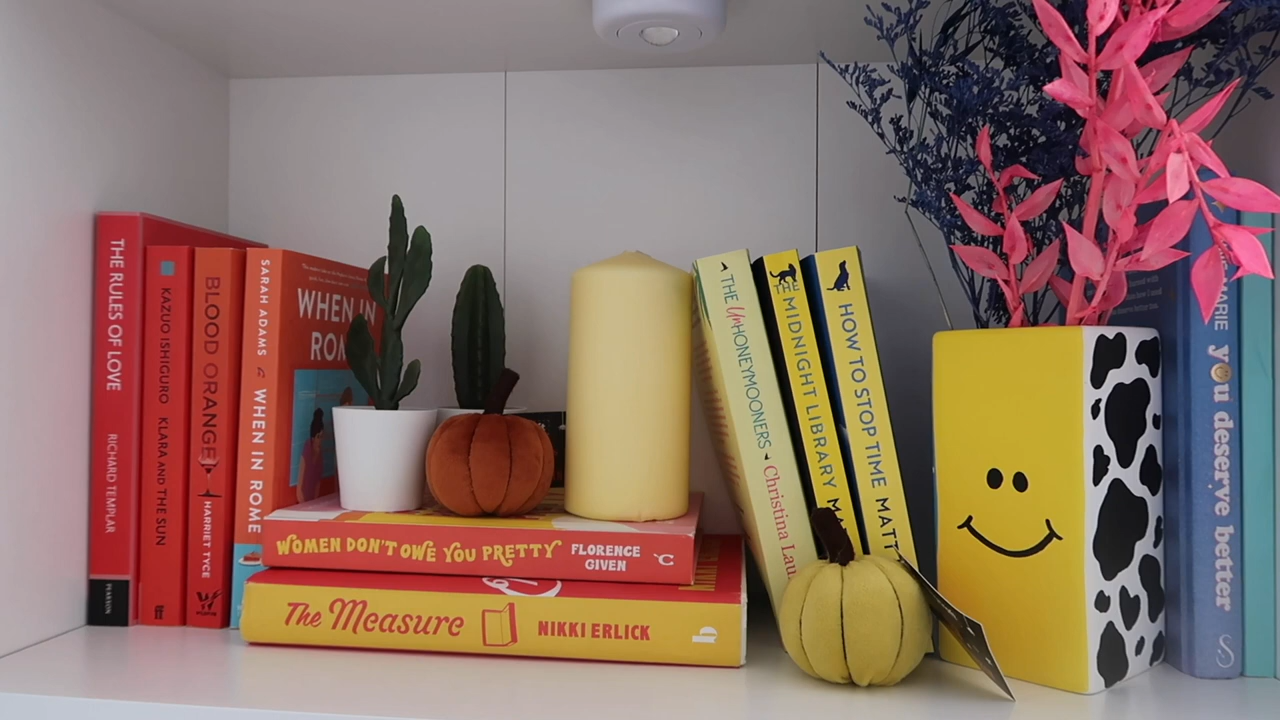 THE RULES OF LOVE
RICHARD TEMPLAR
PEARSON
KAZUO ISHIGURO KLARA AND THE SUN
ff
BLOOD ORANGE
HARRIET TYCE
SARAH ADAMS WHEN IN ROME
WHEN IN
ROM
WOMEN DON'T OWE YOU PRETTY
FLORENCE
GIVEN
The Measure
NIKKI ERLICK
THE UnHONEYMOONERS
Christina Lau
THE MIDNIGHT LIBRARY MA
HOW TO STOP TIME MATT
MARIE
you deserve better
S